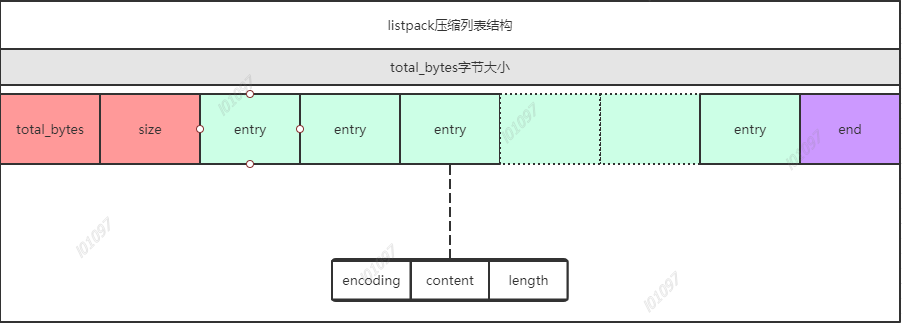 listpack压缩列表结构
total_bytes字节大小
total_bytes size entry entry entry entry end
encoding content length
l01097
l01097
l01097
l01097
l01097
l01097